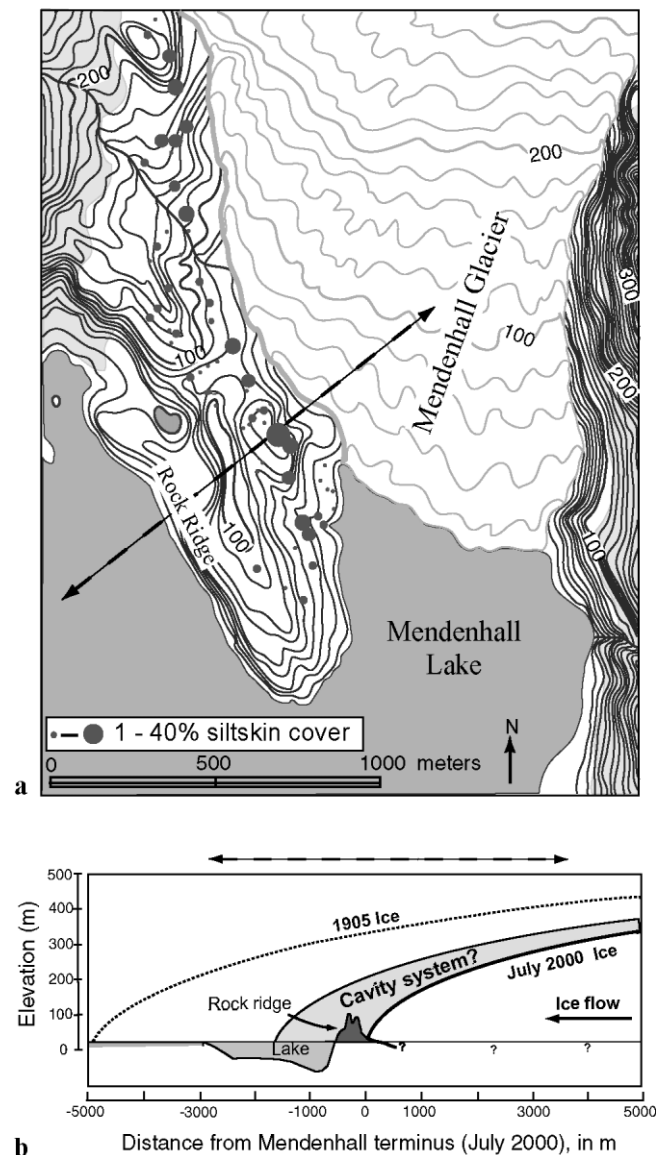 200
200
300
Mendenhall Glacier
100
200
100
Rock Ridge
100
100
Mendenhall
Lake
1 - 40% siltskin cover
N
0 500 1000 meters
a
500
400
300
200
100
0
Elevation (m)
1905 Ice
Cavity system?
July 2000 Ice
Rock ridge
Ice flow
Lake
? ? ?
-5000 -3000 -1000 0 1000 3000 5000
b Distance from Mendenhall terminus (July 2000), in m